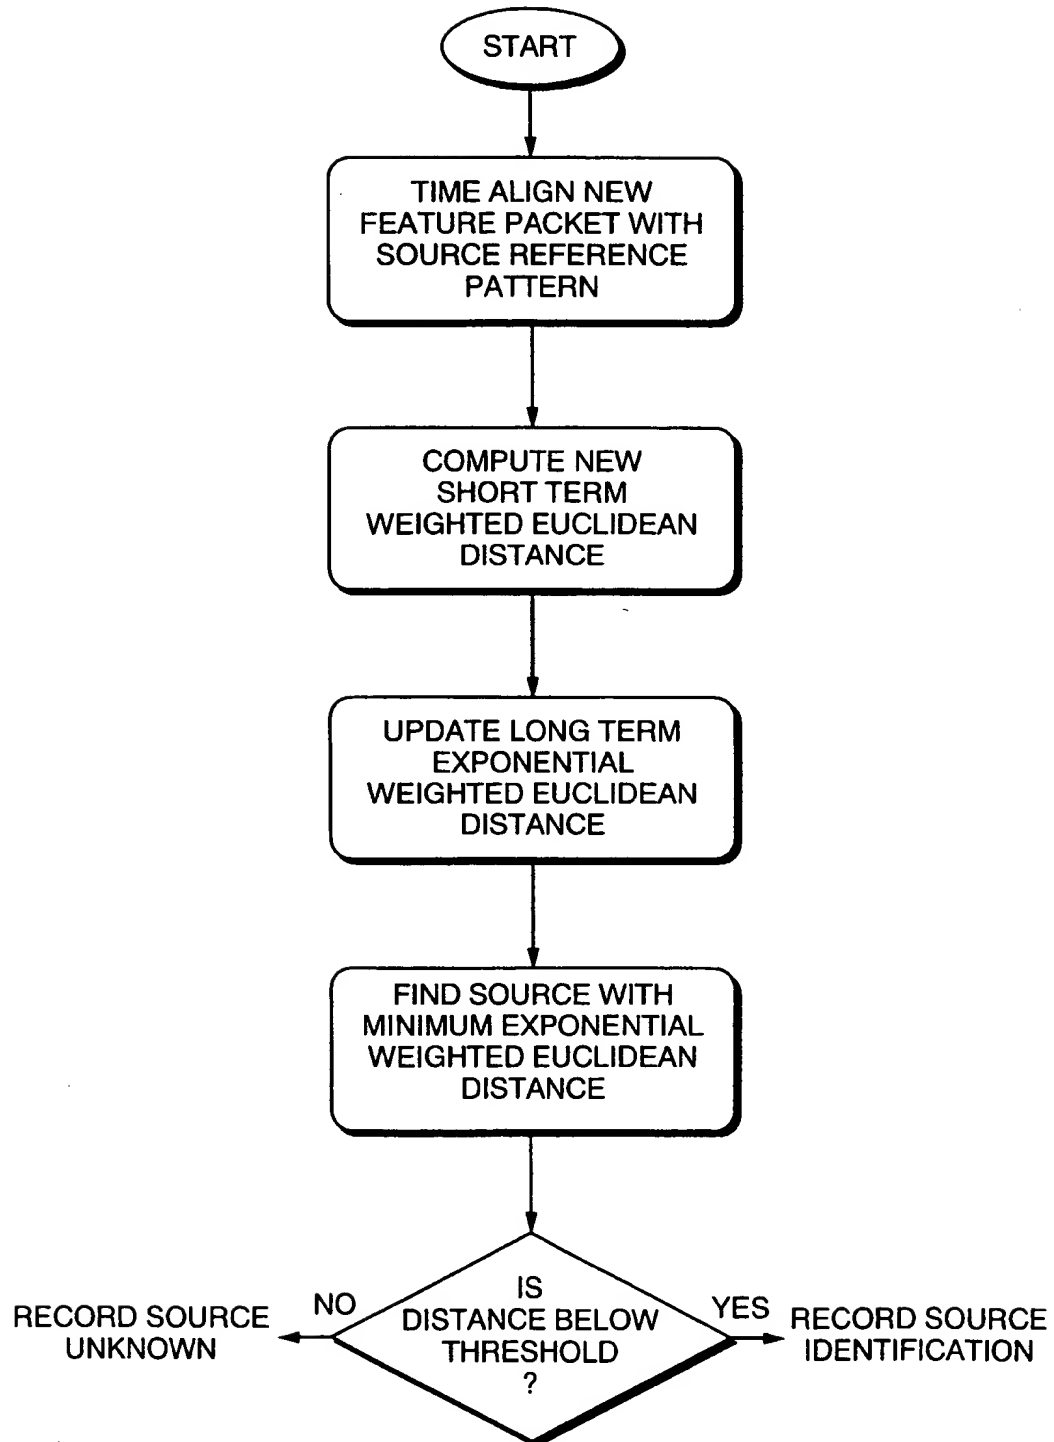 START
TIME ALIGN NEW
FEATURE PACKET WITH
SOURCE REFERENCE
PATTERN
COMPUTE NEW
SHORT TERM
WEIGHTED EUCLIDEAN
DISTANCE
UPDATE LONG TERM
EXPONENTIAL
WEIGHTED EUCLIDEAN
DISTANCE
FIND SOURCE WITH
MINIMUM EXPONENTIAL
WEIGHTED EUCLIDEAN
DISTANCE
IS
DISTANCE BELOW
THRESHOLD
?
NO
RECORD SOURCE
UNKNOWN
YES
RECORD SOURCE
IDENTIFICATION